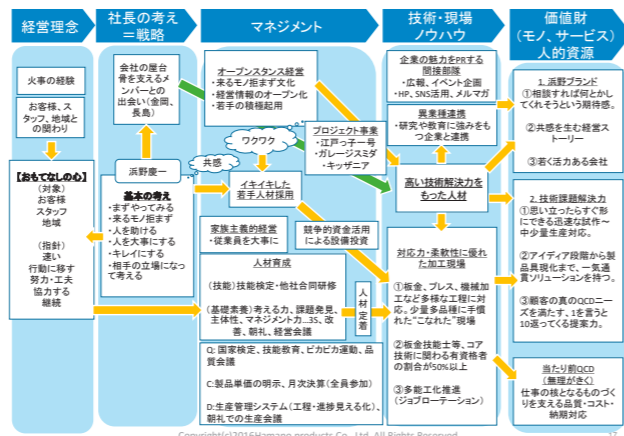 経営理念
火事の経験
お客様、ス
タッフ、地域と
の関わり
【おもてなしの心】
(対象)
お客様
スタッフ
地域
(指針)
速い
行動に移す
努力・工夫
協力する
継続
社長の考え
=戦略
会社の屋台
骨を支えるメ
ンバーとの
出会い(金岡、
長島)
浜野慶一
基本の考え
・まずやってみる
・来るモノ拒まず
・人を助ける
・人を大事にする
・キレイにする
・相手の立場になっ
て考える
共感
マネジメント
オープンスタンス経営
・来るモノ拒まず文化
・経営情報のオープン化
・若手の積極起用
ワクワク
プロジェクト事業
・江戸っ子一号
・ガレージスミダ
・キッザニア
イキイキした
若手人材採用
家族主義的経営
・従業員を大事に
競争的資金活用
による設備投資
人材育成
(技能)技能検定・他社合同研修
(基礎素養)考える力、課題発見、
主体性、マネジメント力…3S、改
善、朝礼、経営会議
人材定着
Q: 国家検定、技能教育、ピカピカ運動、品
質会議
C:製品単価の明示、月次決算(全員参加)
D:生産管理システム(工程・進捗見える化)、
朝礼での生産会議
技術・現場
ノウハウ
企業の魅力をPRする
間接部隊
・広報、イベント企画
・HP、SNS活用、メルマガ
異業種連携
・研究や教育に強みをも
つ企業と連携
高い技術解決力を
もった人材
対応力・柔軟性に優
れた加工現場
①板金、プレス、機械加
工など多様な工程に対
応。少量多品種に手慣
れた“こなれた”現場
②板金技能士等、コア
技術に関わる有資格者
の割合が50%以上
③多能工化推進
(ジョブローテーション)
価値財
(モノ、サービス)
人的資源
1. 浜野ブランド
①相談すれば何とかし
てくれそうという期待感。
②共感を生む経営ス
トーリー
③若く活力ある会社
2. 技術課題解決力
①思い立ったらすぐ形に
できる迅速な試作～
中少量生産対応。
②アイディア段階から製
品具現化まで、一気通
貫ソリューションを持つ。
③顧客の真のQCDニー
ズを満たす、1を言うと
10返ってくる提案力。
当たり前QCD
(無理がきく)
仕事の核となるものづく
りを支える品質・コスト・
納期対応
Copyright(c)2016Hamano products Co., Ltd. All Rights Reserved.